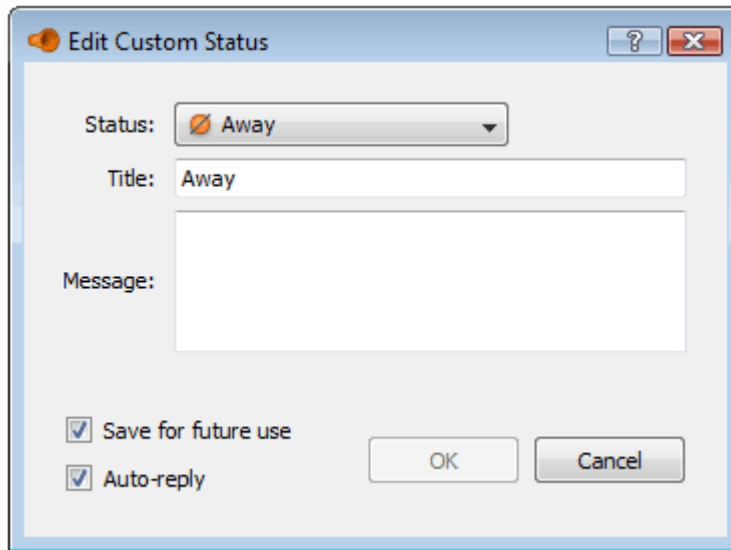 Edit Custom Status
?
Status: Away
Title: Away
Message:
Save for future use
Auto-reply
OK
Cancel